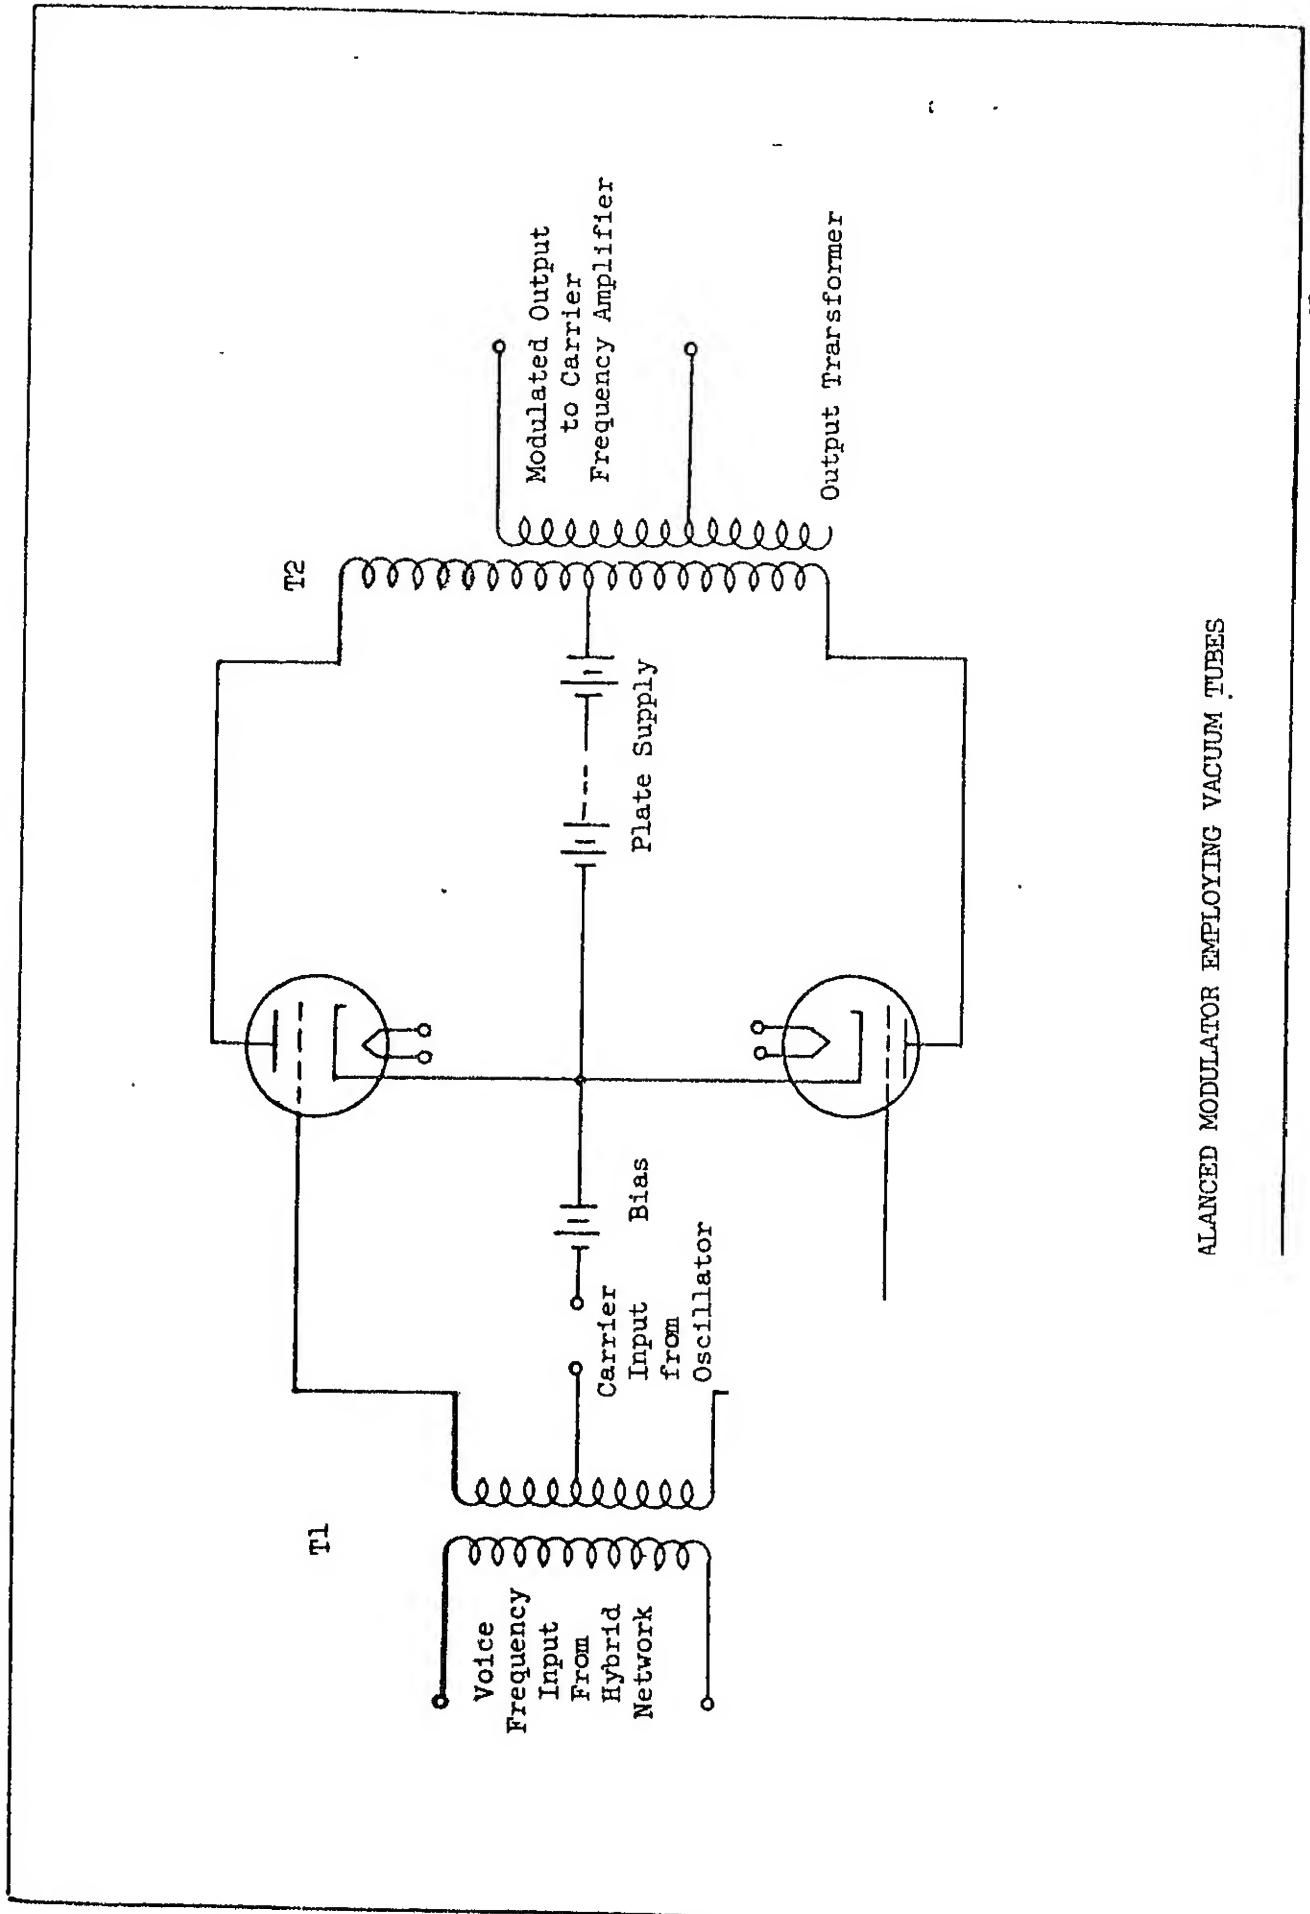 T1
T2
Voice
Frequency
Input
From
Hybrid
Network
Carrier
Input
from
Oscillator
Bias
Plate Supply
Modulated Output
to Carrier
Frequency Amplifier
Output Trarsformer
ALANCED MODULATOR EMPLOYING VACUUM TUBES